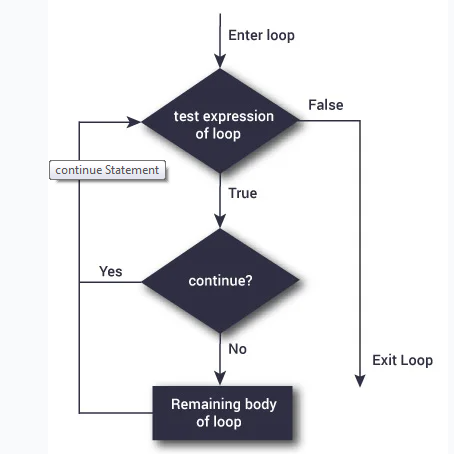 Enter loop
test expression
of loop
False
continue Statement
True
Yes
continue?
No
Exit Loop
Remaining body
of loop